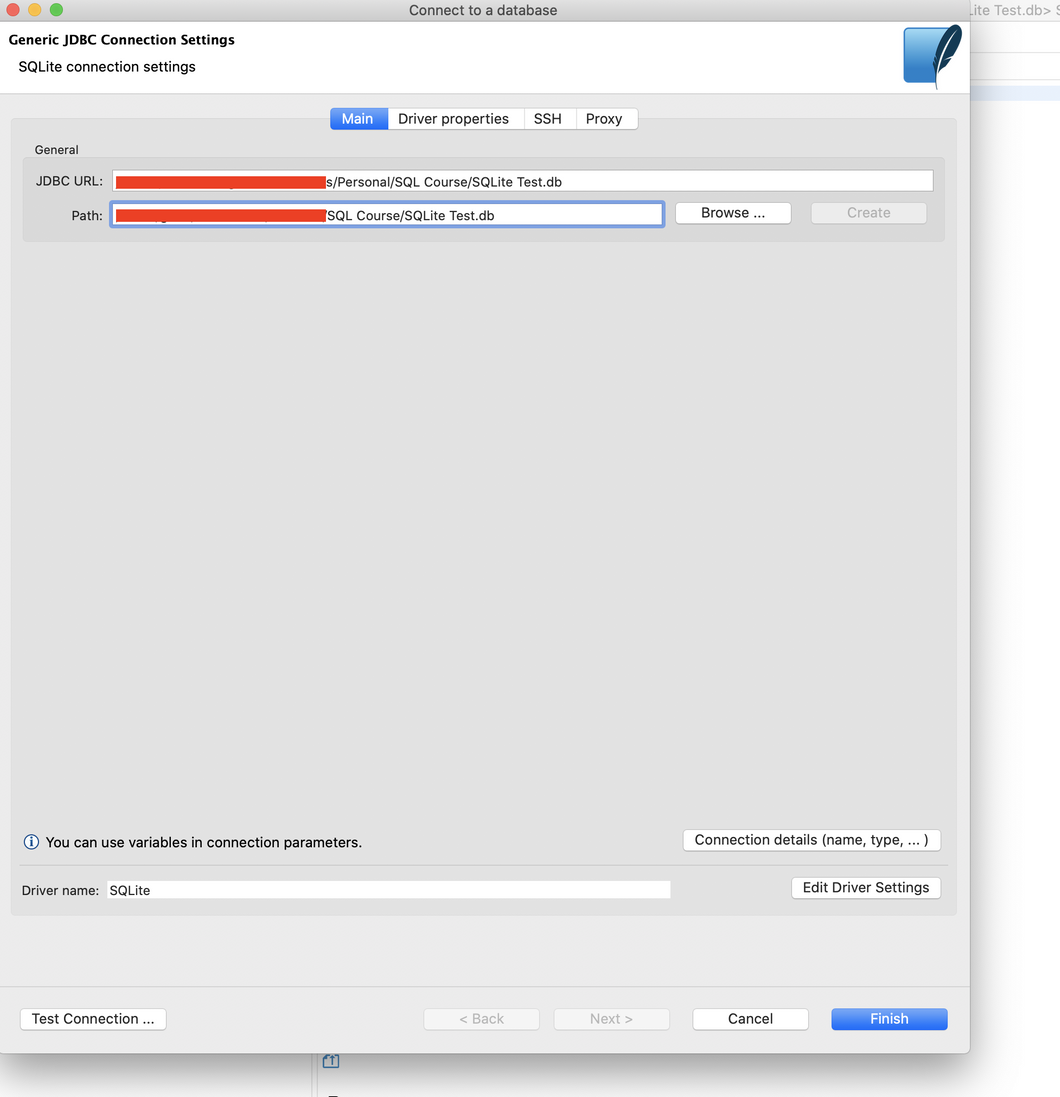 Connect to a database
ite Test.db> S
Generic JDBC Connection Settings
SQLite connection settings
Main
Driver properties
SSH
Proxy
General
JDBC URL: s/Personal/SQL Course/SQLite Test.db
Path: /SQL Course/SQLite Test.db
Browse ...
Create
You can use variables in connection parameters.
Connection details (name, type, ... )
Driver name: SQLite
Edit Driver Settings
Test Connection ...
< Back
Next >
Cancel
Finish